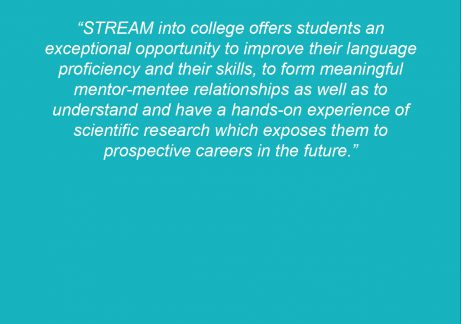 “STREAM into college offers students an
exceptional opportunity to improve their language
proficiency and their skills, to form meaningful
mentor-mentee relationships as well as to
understand and have a hands-on experience of
scientific research which exposes them to
prospective careers in the future.”